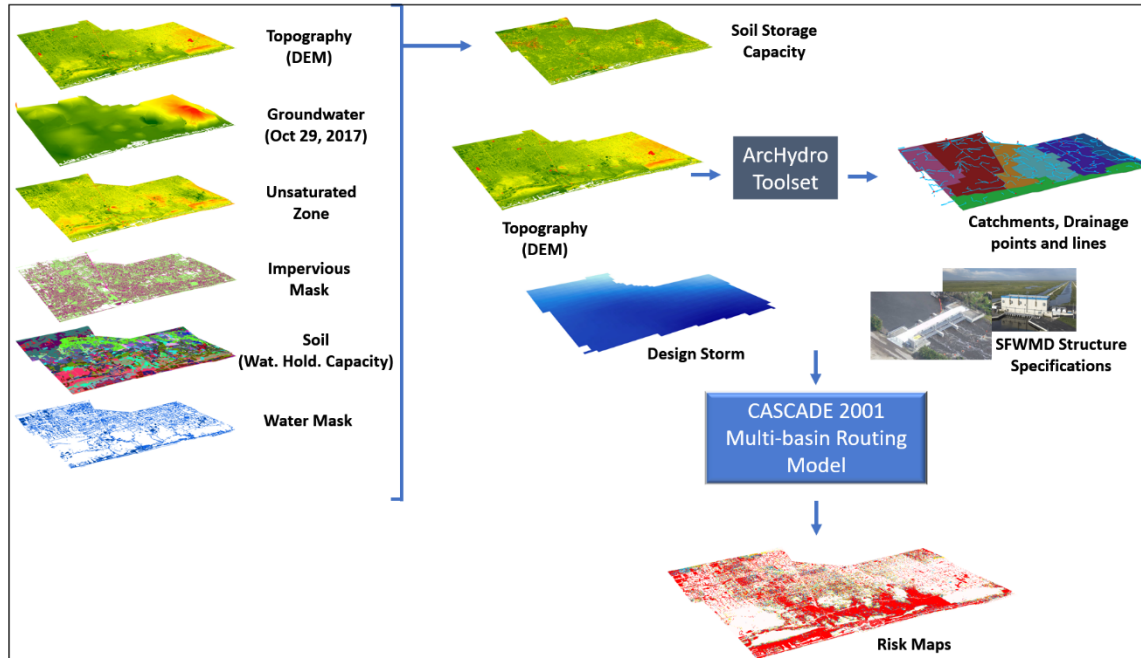 Topography
(DEM)
Groundwater
(Oct 29, 2017)
Unsaturated
Zone
Impervious
Mask
Soil
(Wat. Hold. Capacity)
Water Mask
Soil Storage
Capacity
Topography
(DEM)
ArcHydro
Toolset
Catchments, Drainage
points and lines
Design Storm
SFWMD Structure
Specifications
CASCADE 2001
Multi-basin Routing
Model
Risk Maps